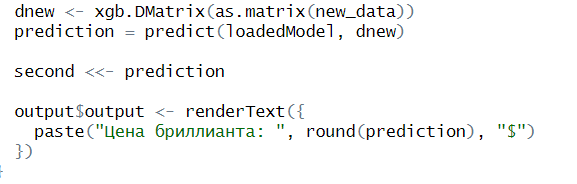 dnew <- xgb.DMatrix(as.matrix(new_data))
prediction = predict(loadedModel, dnew)
second <<- prediction
output$output <- renderText({
paste("Цена бриллианта: ", round(prediction), "$")
})